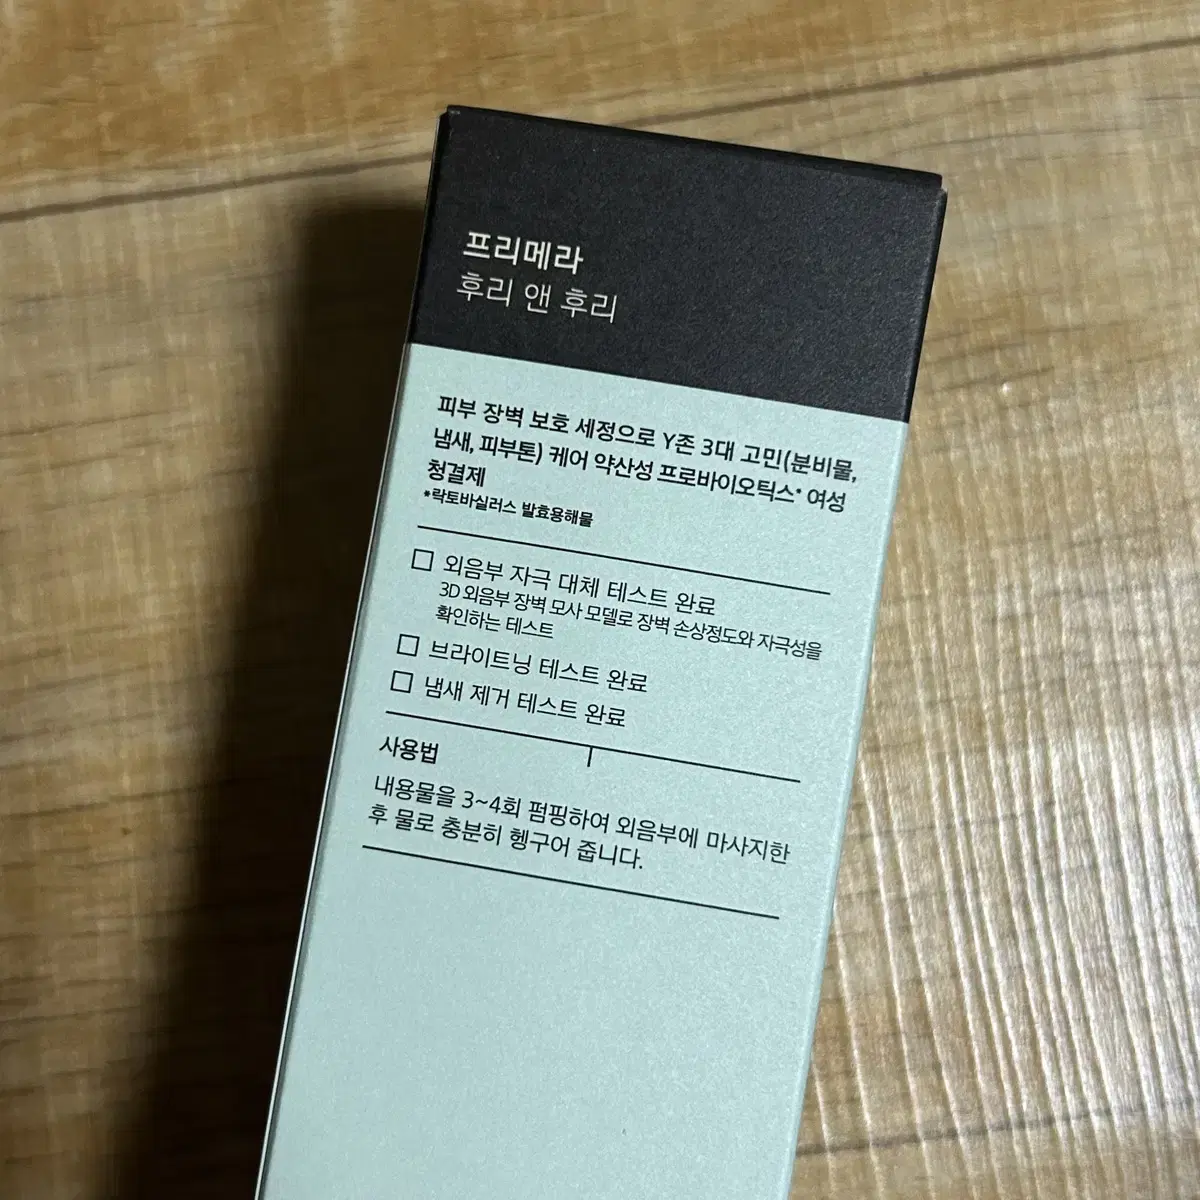 프리메라
후리 앤 후리
피부 장벽 보호 세정으로 Y존 3대 고민(분비물,
냄새, 피부톤) 케어 약산성 프로바이오틱스* 여성
청결제
*락토바실러스 발효용해물
외음부 자극 대체 테스트 완료
3D 외음부 장벽 모사 모델로 장벽 손상정도와 자극성을
확인하는 테스트
브라이트닝 테스트 완료
냄새 제거 테스트 완료
사용법
내용물을 3~4회 펌핑하여 외음부에 마사지한
후 물로 충분히 헹구어 줍니다.